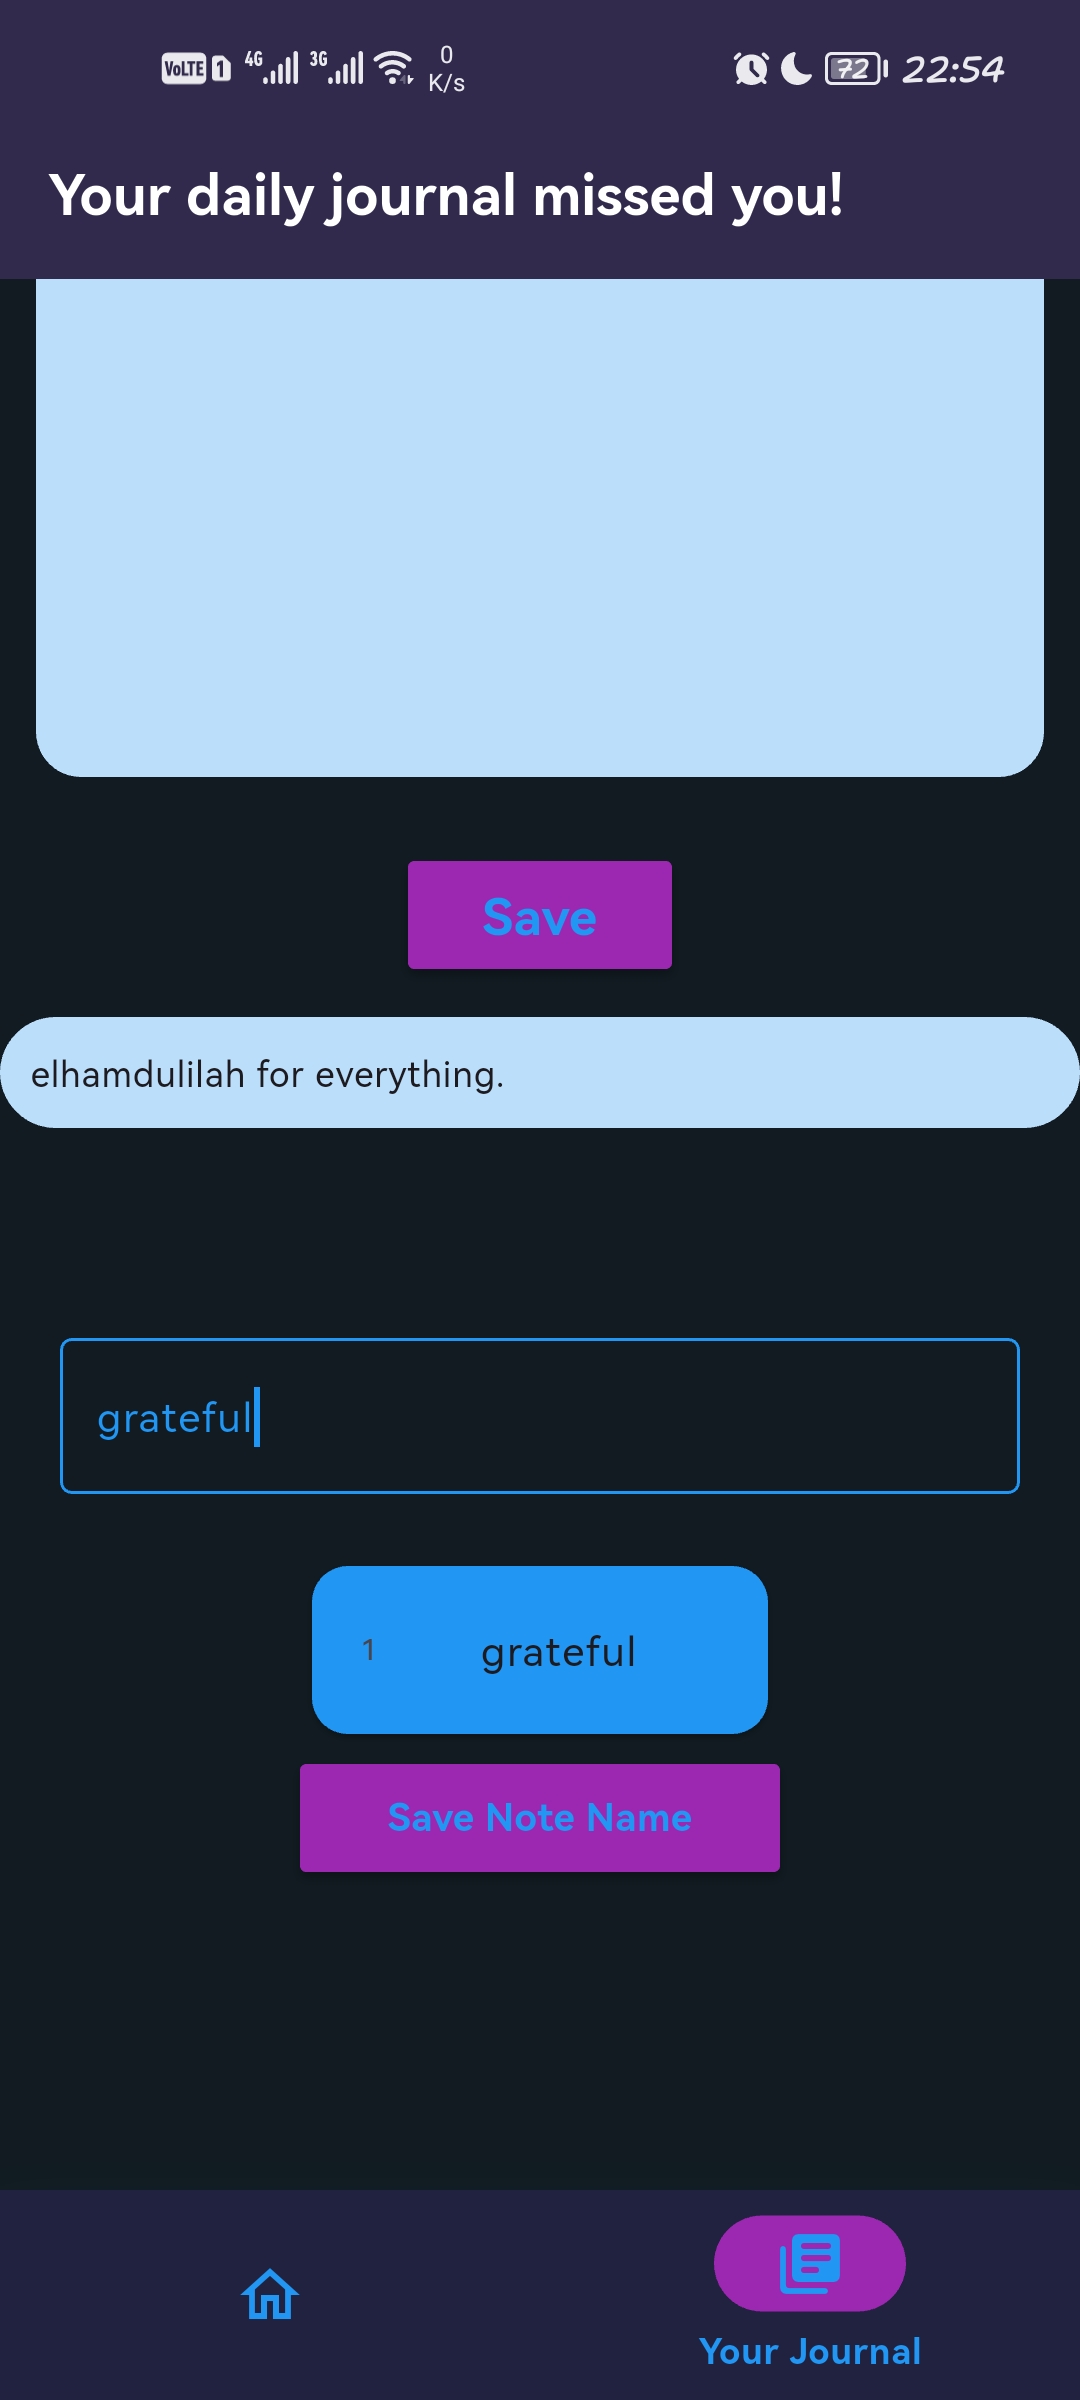 VoLTE 1 4G 3G 0 K/s 72 22:54
Your daily journal missed you!
Save
elhamdulilah for everything.
grateful
1 grateful
Save Note Name
Your Journal